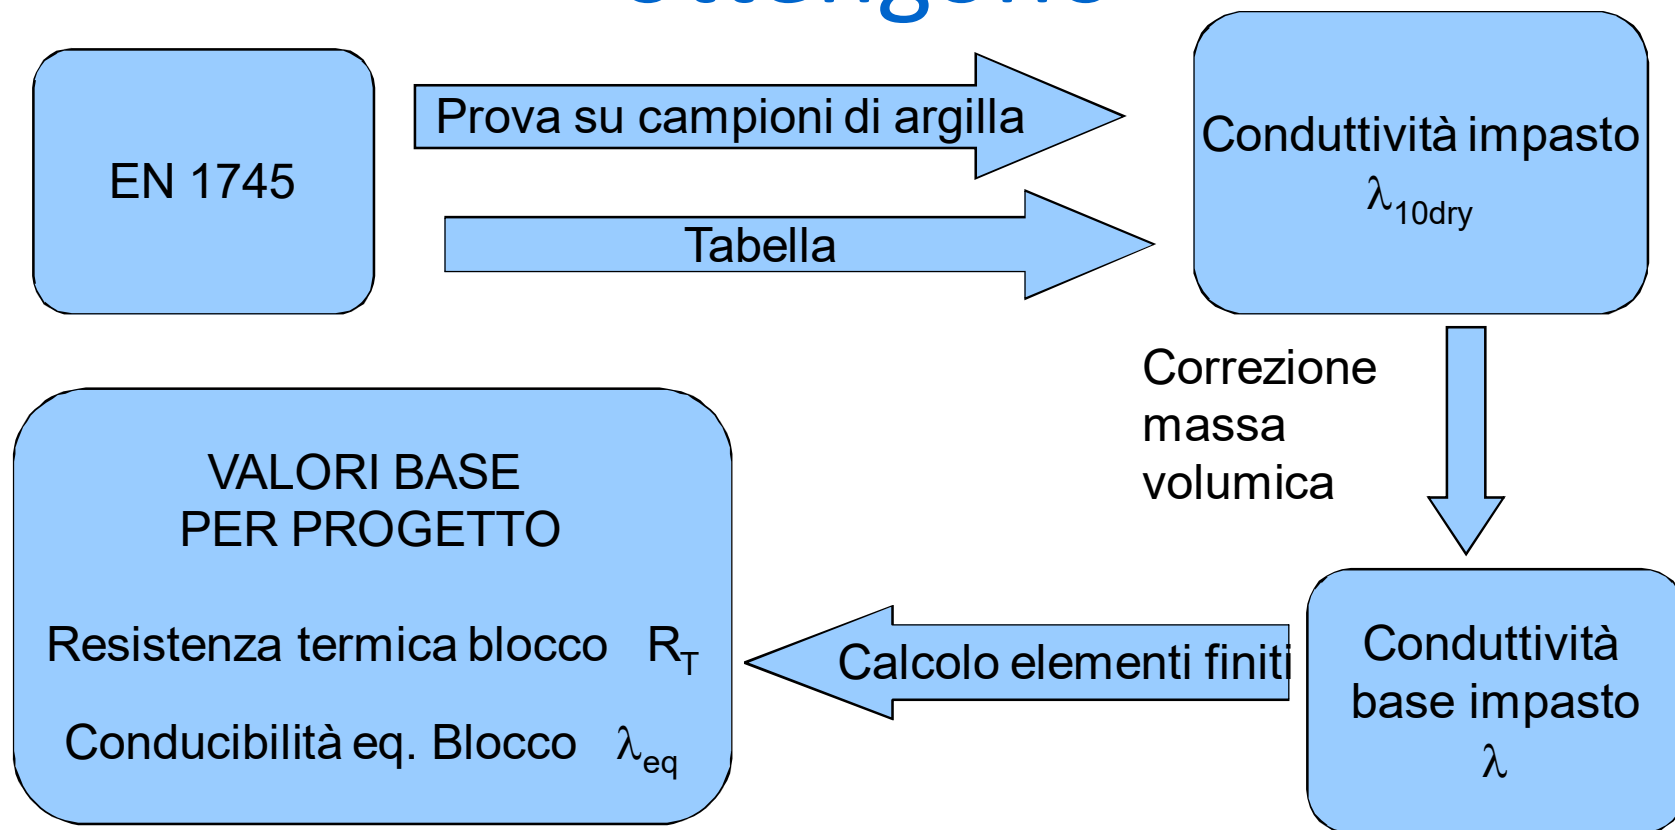 ottengono
EN 1745
Prova su campioni di argilla
Tabella
Conduttività impasto
λ10dry
Correzione
massa
volumica
Conduttività
base impasto
λ
Calcolo elementi finiti
VALORI BASE
PER PROGETTO
Resistenza termica blocco RT
Conducibilità eq. Blocco λeq